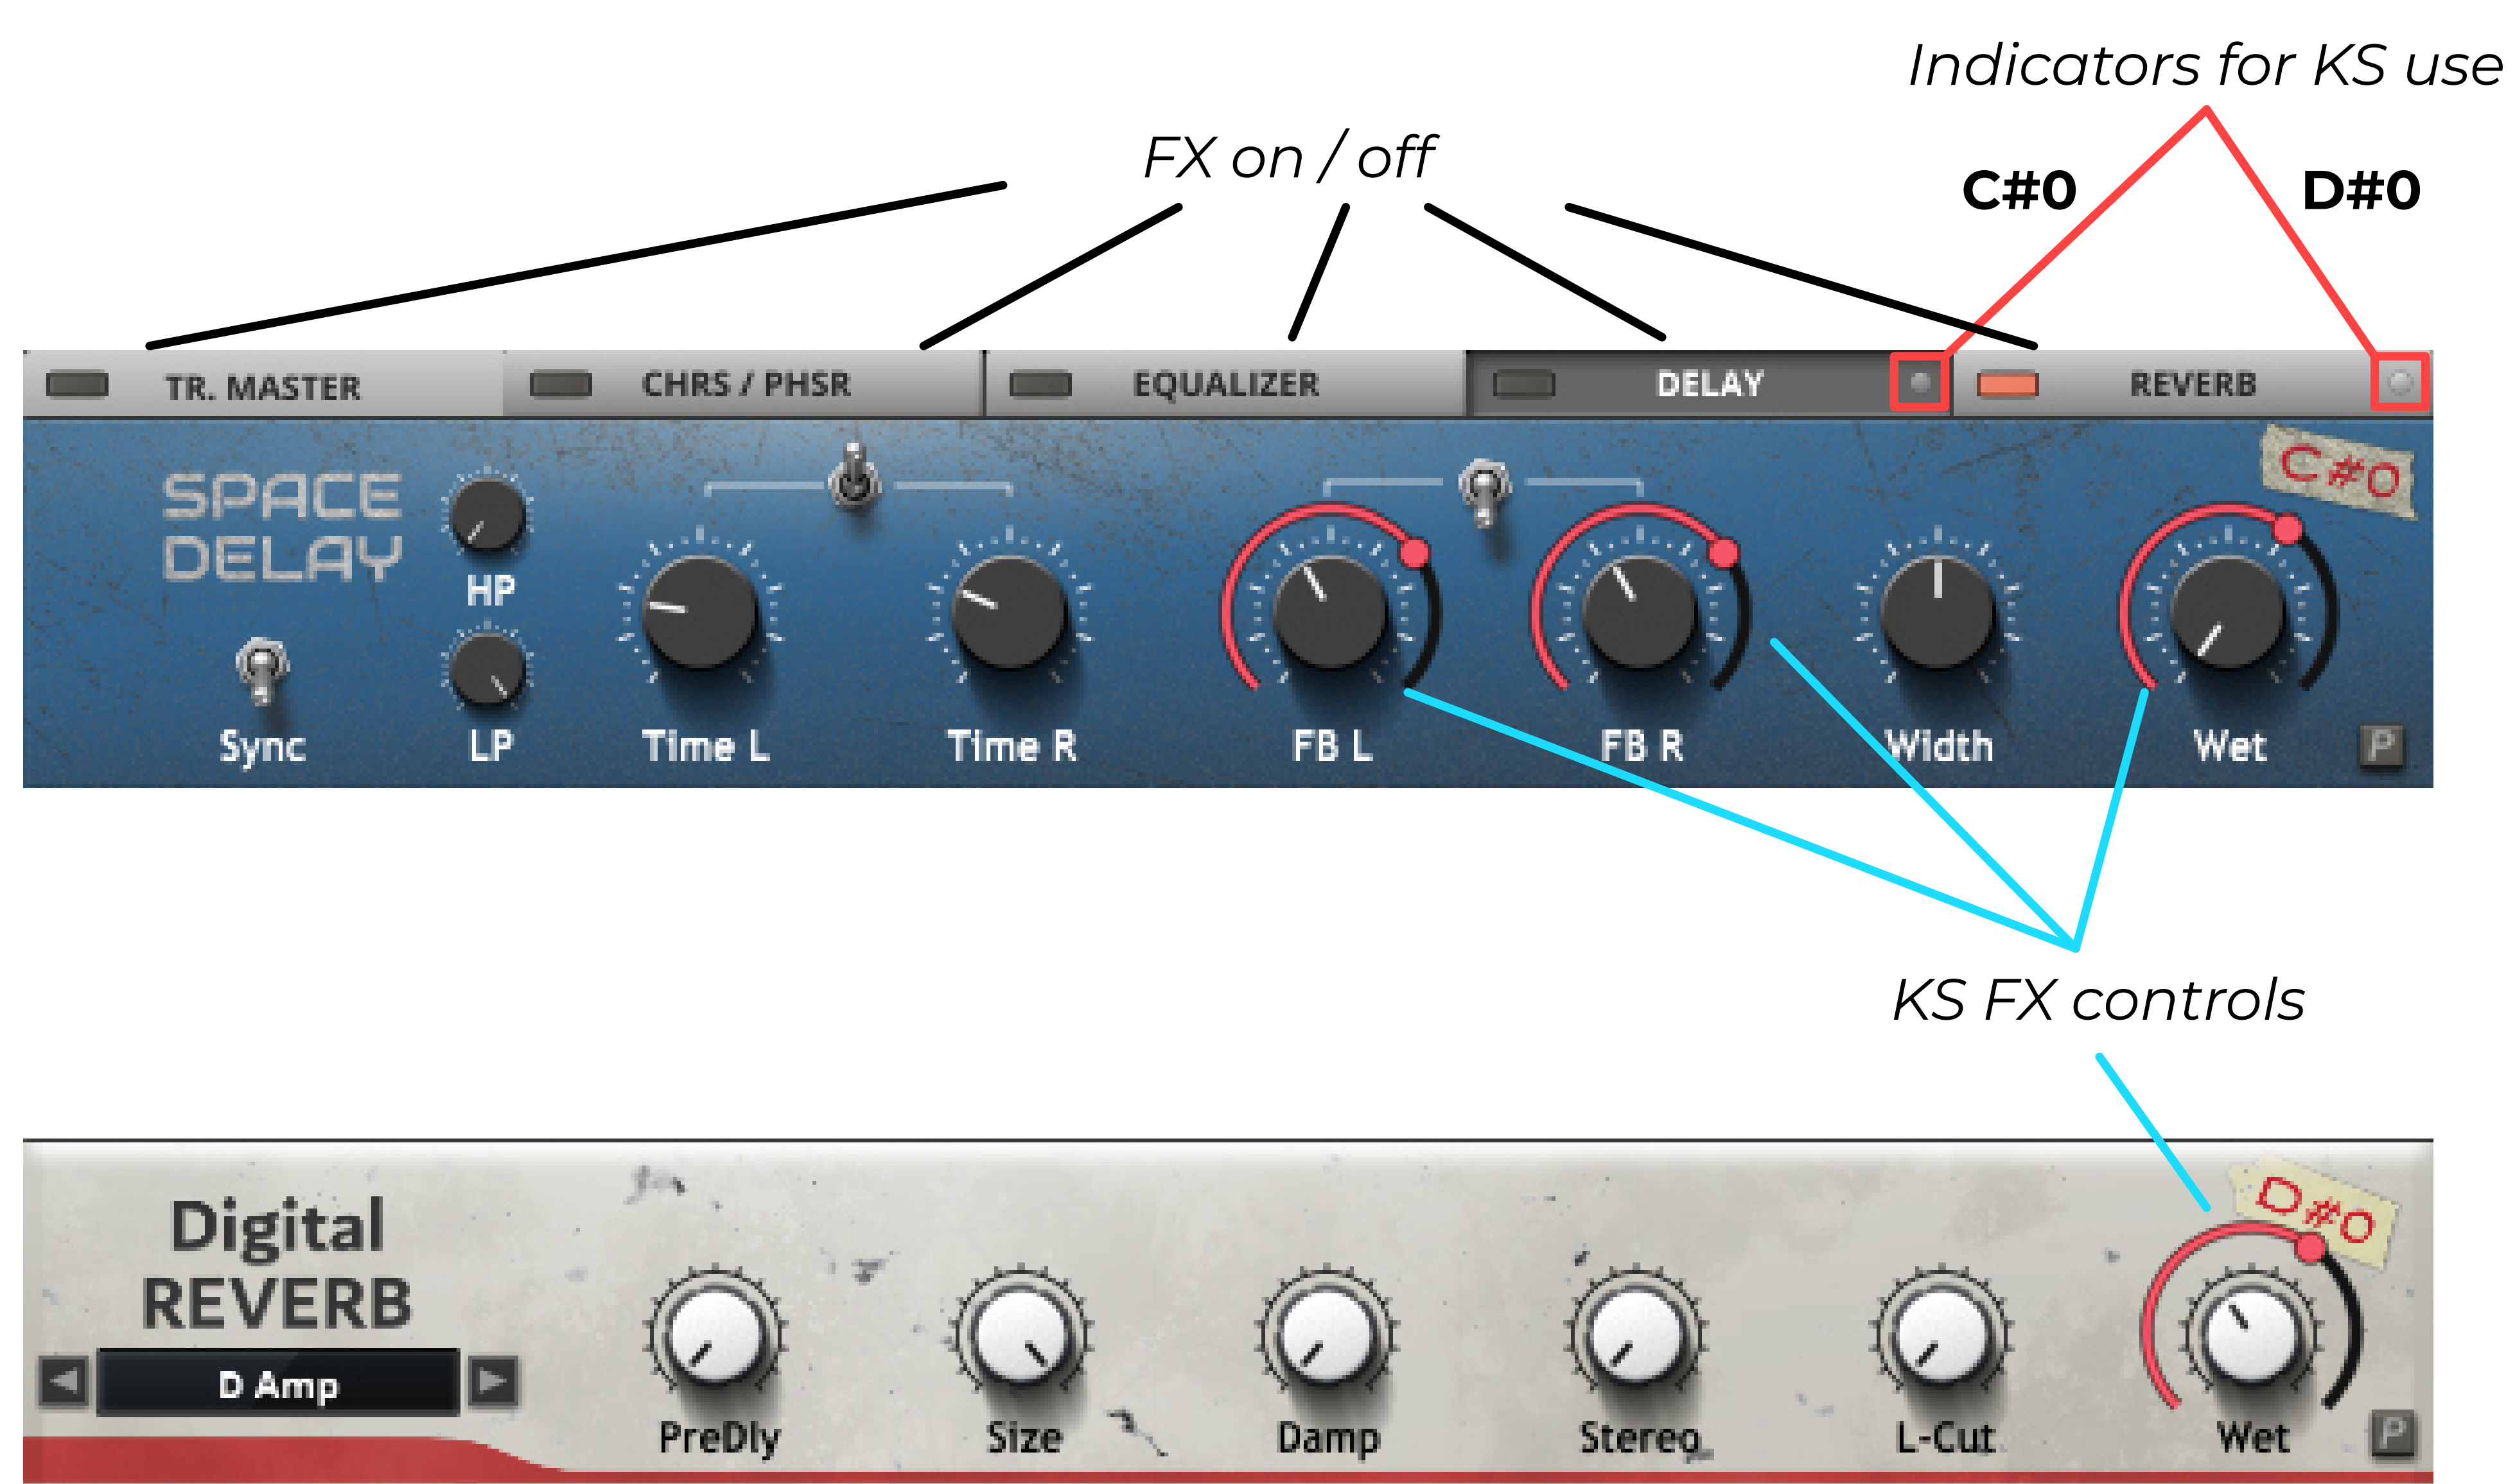 Indicators for KS use
FX on / off
C#0
D#0
TR. MASTER
CHRS / PHSR
EQUALIZER
DELAY
REVERB
SPACE
DELAY
HP
LP
C#0
Sync
Time L
Time R
FB L
FB R
Width
Wet
P
KS FX controls
Digital
REVERB
D Amp
D#0
PreDly
Size
Damp
Stereo
L-Cut
Wet
P